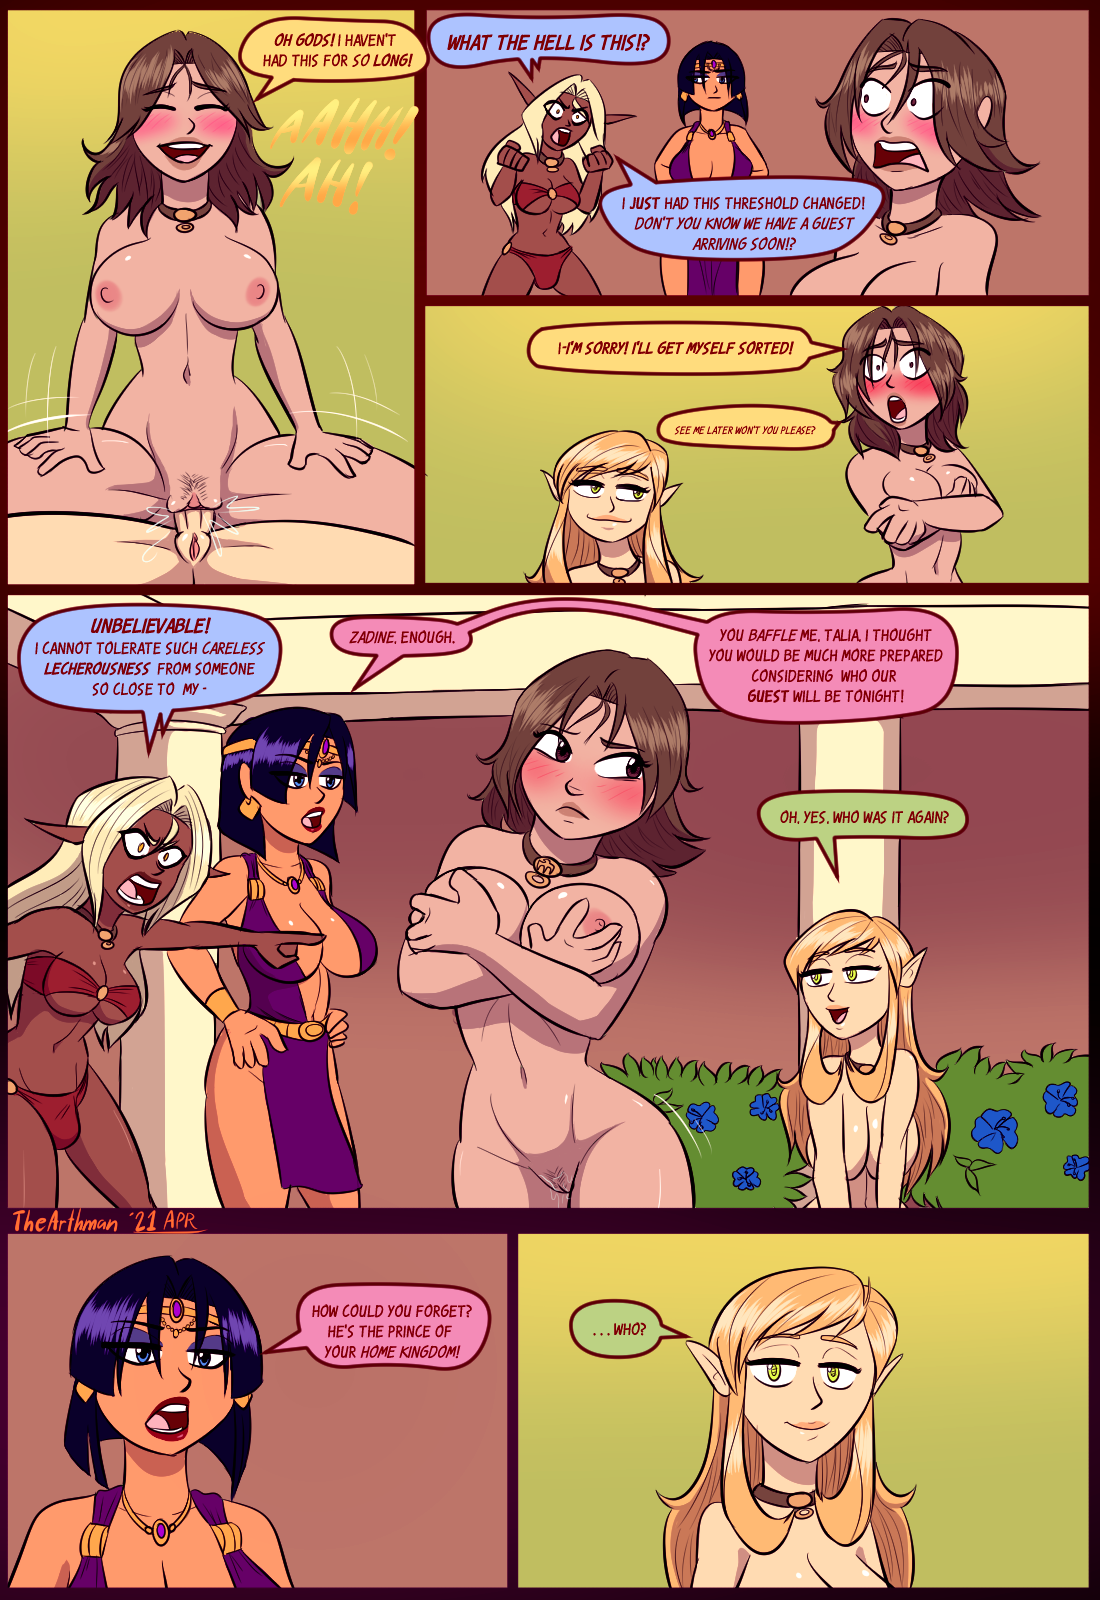 OH GODS! I HAVEN'T
HAD THIS FOR SO LONG!
AAHH!
AH!
WHAT THE HELL IS THIS!?
I JUST HAD THIS THRESHOLD CHANGED!
DON'T YOU KNOW WE HAVE A GUEST
ARRIVING SOON!?
I-I'M SORRY! I'LL GET MYSELF SORTED!
SEE ME LATER WON'T YOU PLEASE?
UNBELIEVABLE!
I CANNOT TOLERATE SUCH CARELESS
LECHEROUSNESS FROM SOMEONE
SO CLOSE TO MY -
ZADINE, ENOUGH.
YOU BAFFLE ME, TALIA, I THOUGHT
YOU WOULD BE MUCH MORE PREPARED
CONSIDERING WHO OUR
GUEST WILL BE TONIGHT!
OH, YES, WHO WAS IT AGAIN?
TheArthman '21 APR
HOW COULD YOU FORGET?
HE'S THE PRINCE OF
YOUR HOME KINGDOM!
...WHO?